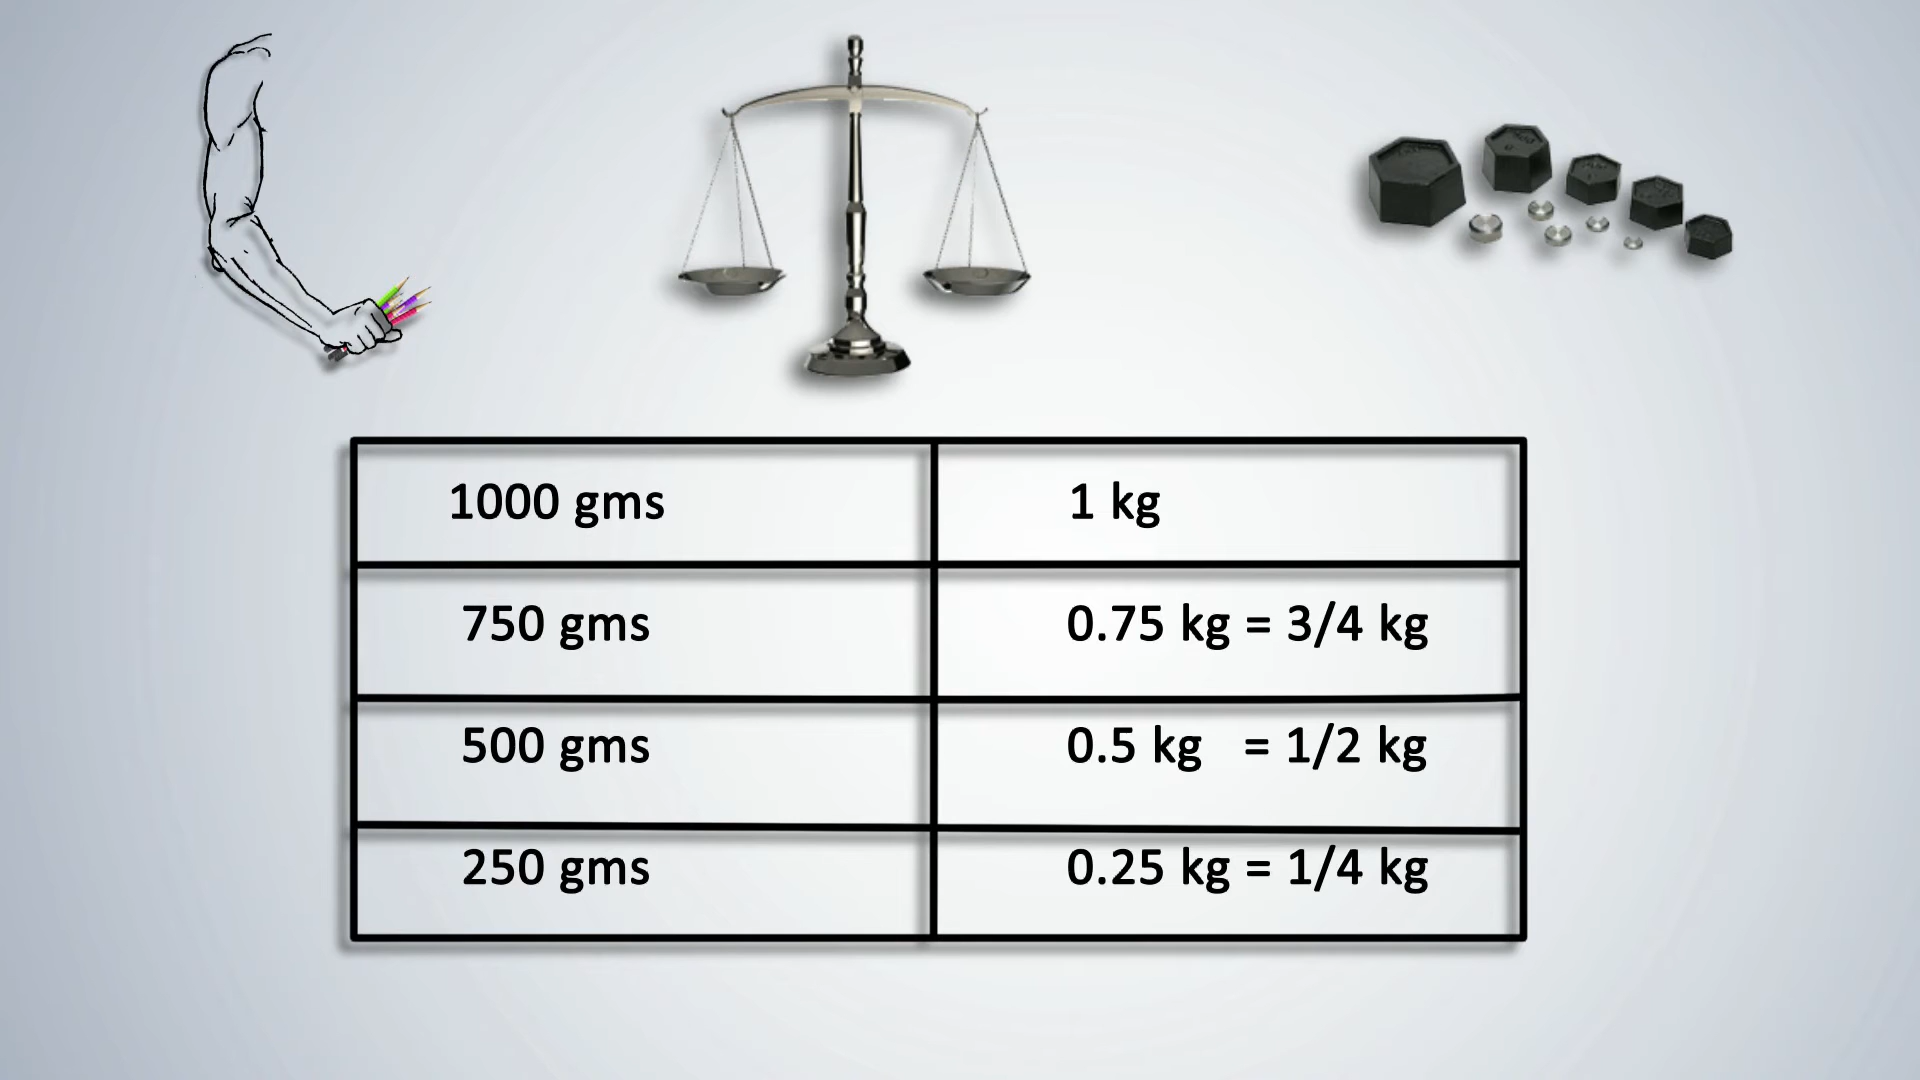 1000 gms 1 kg
750 gms 0.75 kg = 3/4 kg
500 gms 0.5 kg = 1/2 kg
250 gms 0.25 kg = 1/4 kg